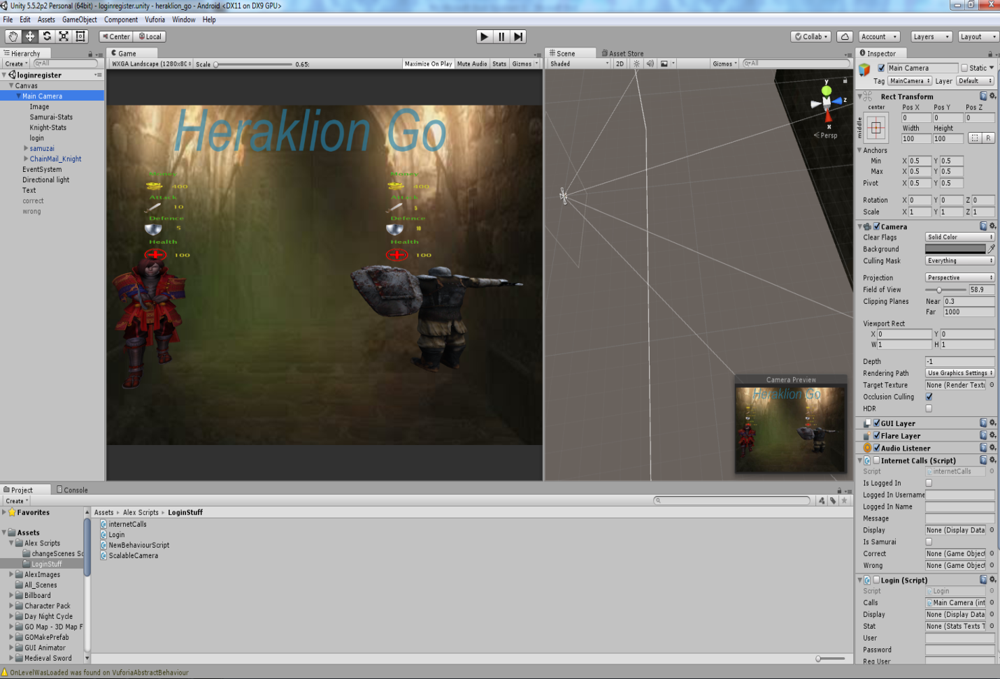 Unity 5.5.2p2 Personal (64bit) - loginregister.unity - heraklion_go - Android <DX11 on DX9 GPU>
File Edit Assets GameObject Component Vuforia Window Help
Center Local Collab Account Layers Layout
Hierarchy
Create All
loginregister
Canvas
Main Camera
Image
Samurai-Stats
Knight-Stats
login
samuzai
ChainMail_Knight
EventSystem
Directional light
Text
correct
wrong
Game
WXGA Landscape (1280x80 Scale 0.65: Maximize On Play Mute Audio Stats Gizmos
Heraklion Go
Money Money
400 400
Attack Attack
10 5
Defence Defence
5 10
Health Health
100 100
Scene Asset Store
Shaded 2D Gizmos All
y
z
x
Persp
Camera Preview
Heraklion Go
Inspector
Main Camera Static
Tag MainCamera Layer Default
Rect Transform
center Pos X Pos Y Pos Z
middle 0 0 0
Width Height
100 100 R
Anchors
Min X 0.5 Y 0.5
Max X 0.5 Y 0.5
Pivot X 0.5 Y 0.5
Rotation X 0 Y 0 Z 0
Scale X 1 Y 1 Z 1
Camera
Clear Flags Solid Color
Background
Culling Mask Everything
Projection Perspective
Field of View 58.9
Clipping Planes Near 0.3
Far 1000
Viewport Rect
X 0 Y 0
W 1 H 1
Depth -1
Rendering Path Use Graphics Settings
Target Texture None (Render Textu
Occlusion Culling
HDR
GUI Layer
Flare Layer
Audio Listener
Internet Calls (Script)
Script internetCalls
Is Logged In
Logged In Username
Logged In Name
Message
Display None (Display Data
Is Samurai
Correct None (Game Object
Wrong None (Game Object
Login (Script)
Script Login
Calls Main Camera (int
Display None (Display Data
Stat None (Stats Texts T
User
Password
Reg User
Project Console
Create
Favorites
Assets
Alex Scripts
changeScenes Sc
LoginStuff
AlexImages
All_Scenes
Billboard
Character Pack
Day Night Cycle
GO Map - 3D Map F
GOMakePrefab
GUI Animator
Medieval Sword
Assets Alex Scripts LoginStuff
internetCalls
Login
NewBehaviourScript
ScalableCamera
OnLevelWasLoaded was found on VuforiaAbstractBehaviour